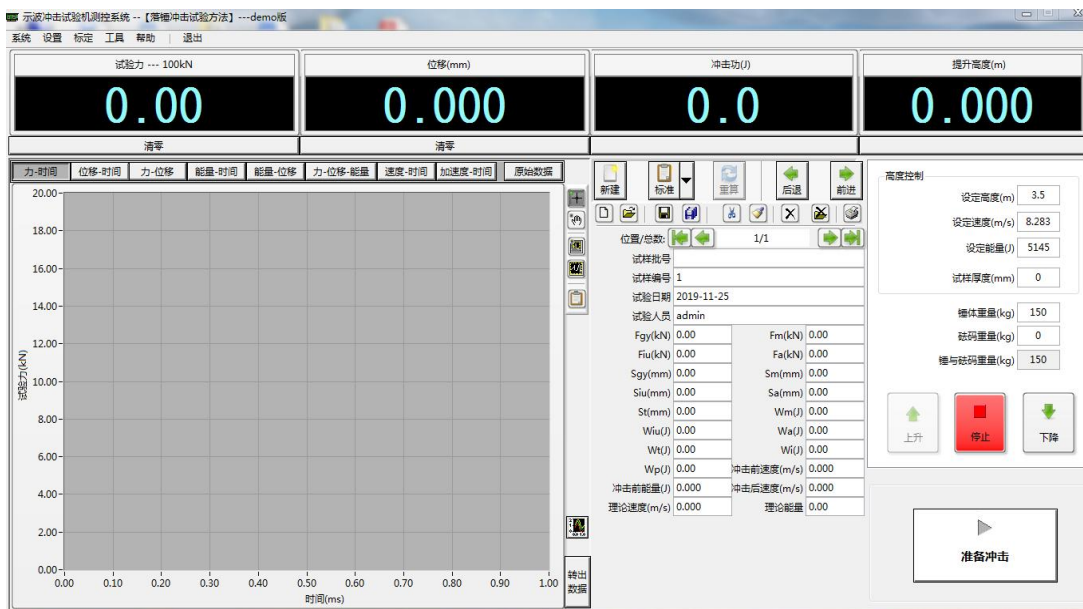 示波冲击试验机测控系统 --【落锤冲击试验方法】---demo版
系统 设置 标定 工具 帮助 退出
试验力 --- 100kN 位移(mm) 冲击功(J) 提升高度(m)
0.00 0.000 0.0 0.000
清零 清零
力-时间 位移-时间 力-位移 能量-时间 能量-位移 力-位移-能量 速度-时间 加速度-时间 原始数据
20.00
18.00
16.00
14.00
12.00
10.00
8.00
6.00
4.00
2.00
0.00
试验力(kN)
0.00 0.10 0.20 0.30 0.40 0.50 0.60 0.70 0.80 0.90 1.00
时间(ms)
转出
数据
新建 标准 重算 后退 前进
位置/总数: 1/1
试样批号
试样编号 1
试验日期 2019-11-25
试验人员 admin
Fgy(kN) 0.00 Fm(kN) 0.00
Fiu(kN) 0.00 Fa(kN) 0.00
Sgy(mm) 0.00 Sm(mm) 0.00
Siu(mm) 0.00 Sa(mm) 0.00
St(mm) 0.00 Wm(J) 0.00
Wiu(J) 0.00 Wa(J) 0.00
Wt(J) 0.00 Wi(J) 0.00
Wp(J) 0.00 冲击前速度(m/s) 0.000
冲击前能量(J) 0.000 冲击后速度(m/s) 0.000
理论速度(m/s) 0.000 理论能量 0.00
高度控制
设定高度(m) 3.5
设定速度(m/s) 8.283
设定能量(J) 5145
试样厚度(mm) 0
锤体重量(kg) 150
砝码重量(kg) 0
锤与砝码重量(kg) 150
上升 停止 下降
准备冲击